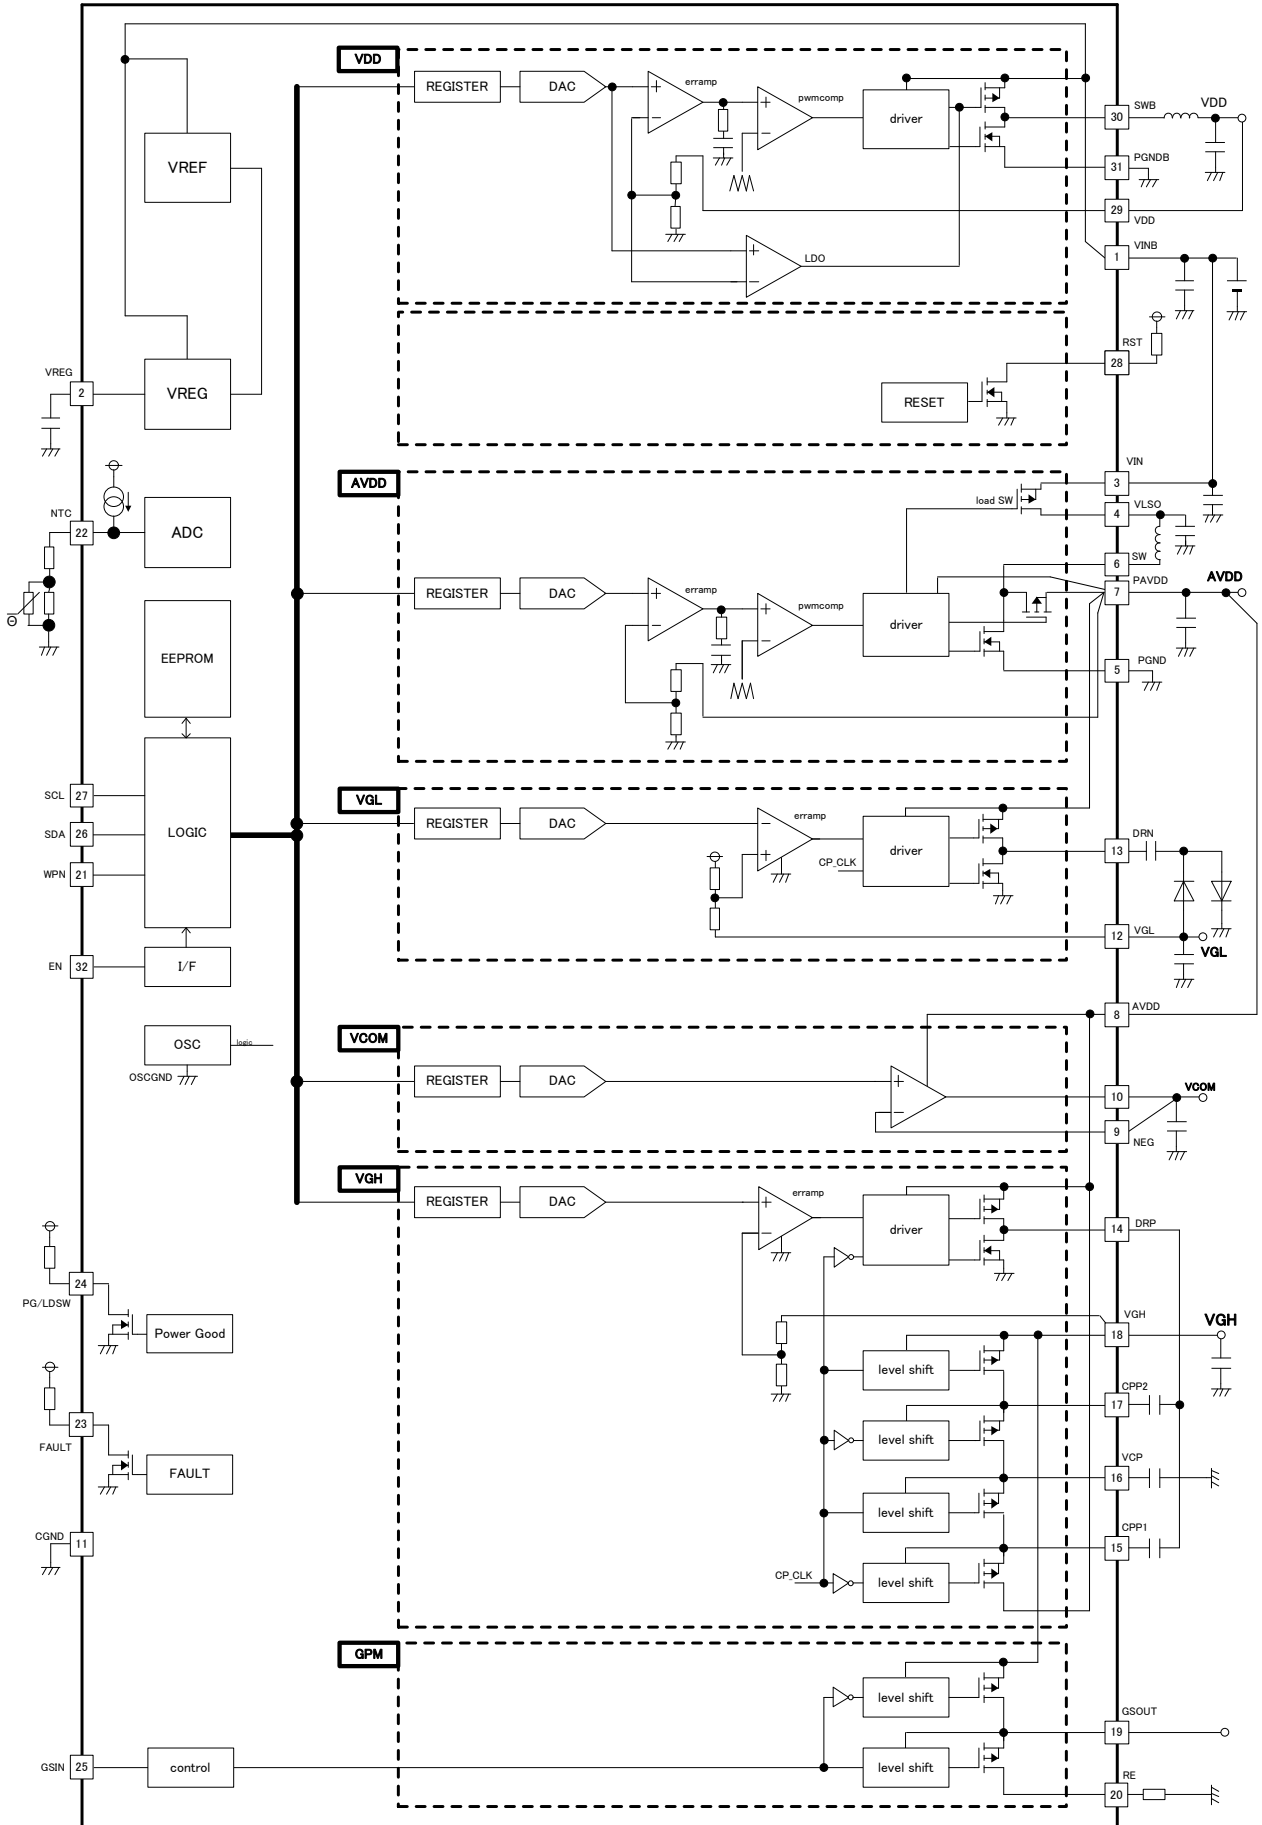 VDD
REGISTER
DAC
erramp
pwmcomp
driver
SWB
30
VDD
PGNDB
31
29
VDD
VINB
1
LDO
VREF
VREG
VREG
2
RST
28
RESET
AVDD
VIN
3
load SW
VLSO
4
SW
6
PAVDD
7
AVDD
PGND
5
REGISTER
DAC
erramp
pwmcomp
driver
NTC
22
ADC
Θ
EEPROM
SCL
27
SDA
26
WPN
21
LOGIC
EN
32
I/F
OSC
logic
OSCGND
VGL
REGISTER
DAC
erramp
CP_CLK
driver
DRN
13
VGL
12
VGL
AVDD
8
VCOM
REGISTER
DAC
10
VCOM
9
NEG
VGH
REGISTER
DAC
erramp
driver
14
DRP
VGH
18
VGH
level shift
CPP2
17
level shift
VCP
16
level shift
CPP1
15
CP_CLK
level shift
24
PG/LDSW
Power Good
23
FAULT
FAULT
CGND
11
GPM
level shift
GSOUT
19
level shift
RE
20
GSIN
25
control